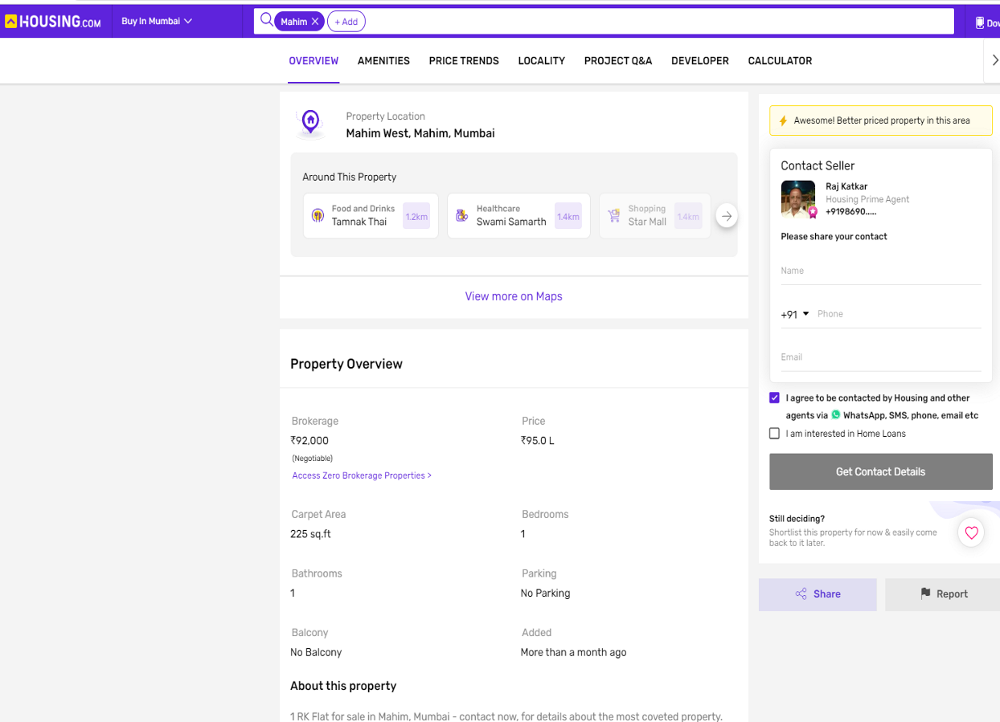 HOUSING.COM
Buy In Mumbai
Mahim
+ Add
OVERVIEW AMENITIES PRICE TRENDS LOCALITY PROJECT Q&A DEVELOPER CALCULATOR
Property Location
Mahim West, Mahim, Mumbai
Around This Property
Food and Drinks
Tamnak Thai
1.2km
Healthcare
Swami Samarth
1.4km
Shopping
Star Mall
1.4km
View more on Maps
Property Overview
Brokerage
₹92,000
(Negotiable)
Access Zero Brokerage Properties >
Price
₹95.0 L
Carpet Area
225 sq.ft
Bedrooms
1
Bathrooms
1
Parking
No Parking
Balcony
No Balcony
Added
More than a month ago
About this property
1 RK Flat for sale in Mahim, Mumbai - contact now, for details about the most coveted property.
Awesome! Better priced property in this area
Contact Seller
Raj Katkar
Housing Prime Agent
+9198690.....
Please share your contact
Name
+91 Phone
Email
I agree to be contacted by Housing and other
agents via WhatsApp, SMS, phone, email etc
I am interested in Home Loans
Get Contact Details
Still deciding?
Shortlist this property for now & easily come
back to it later.
Share
Report